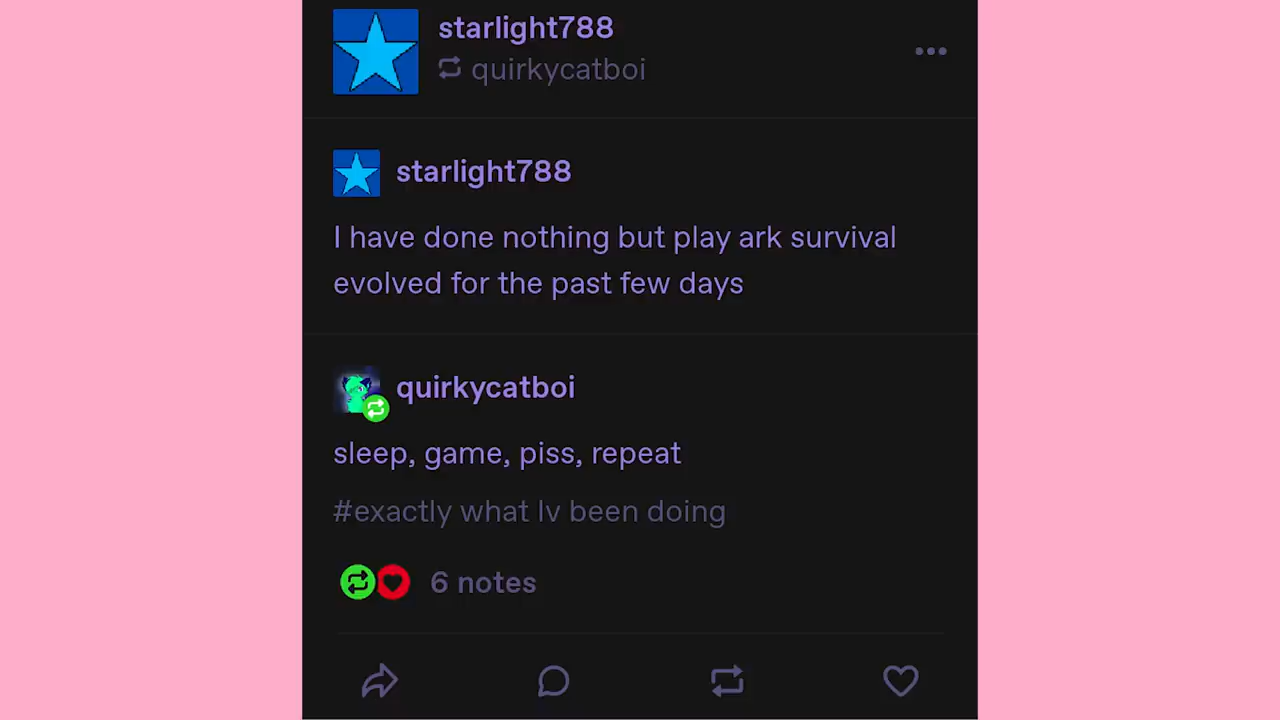 starlight788
quirkycatboi
starlight788
I have done nothing but play ark survival
evolved for the past few days
quirkycatboi
sleep, game, piss, repeat
#exactly what Iv been doing
6 notes